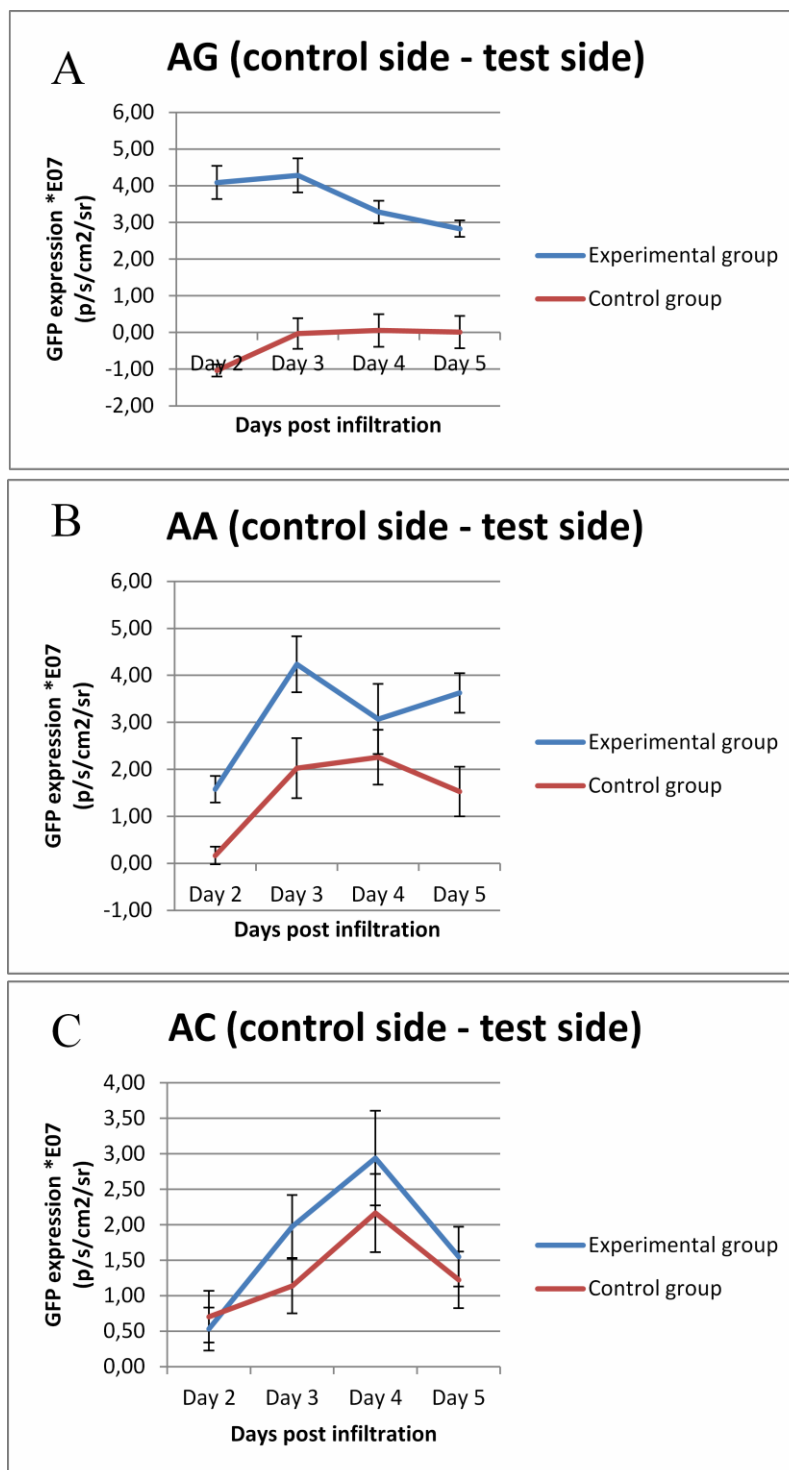 A
AG (control side - test side)
6,00
5,00
4,00
3,00
2,00
1,00
0,00
-1,00
-2,00
GFP expression *E07
(p/s/cm2/sr)
Day 2 Day 3 Day 4 Day 5
Days post infiltration
Experimental group
Control group
B
AA (control side - test side)
6,00
5,00
4,00
3,00
2,00
1,00
0,00
-1,00
GFP expression *E07
(p/s/cm2/sr)
Day 2 Day 3 Day 4 Day 5
Days post infiltration
Experimental group
Control group
C
AC (control side - test side)
4,00
3,50
3,00
2,50
2,00
1,50
1,00
0,50
0,00
GFP expression *E07
(p/s/cm2/sr)
Day 2 Day 3 Day 4 Day 5
Days post infiltration
Experimental group
Control group